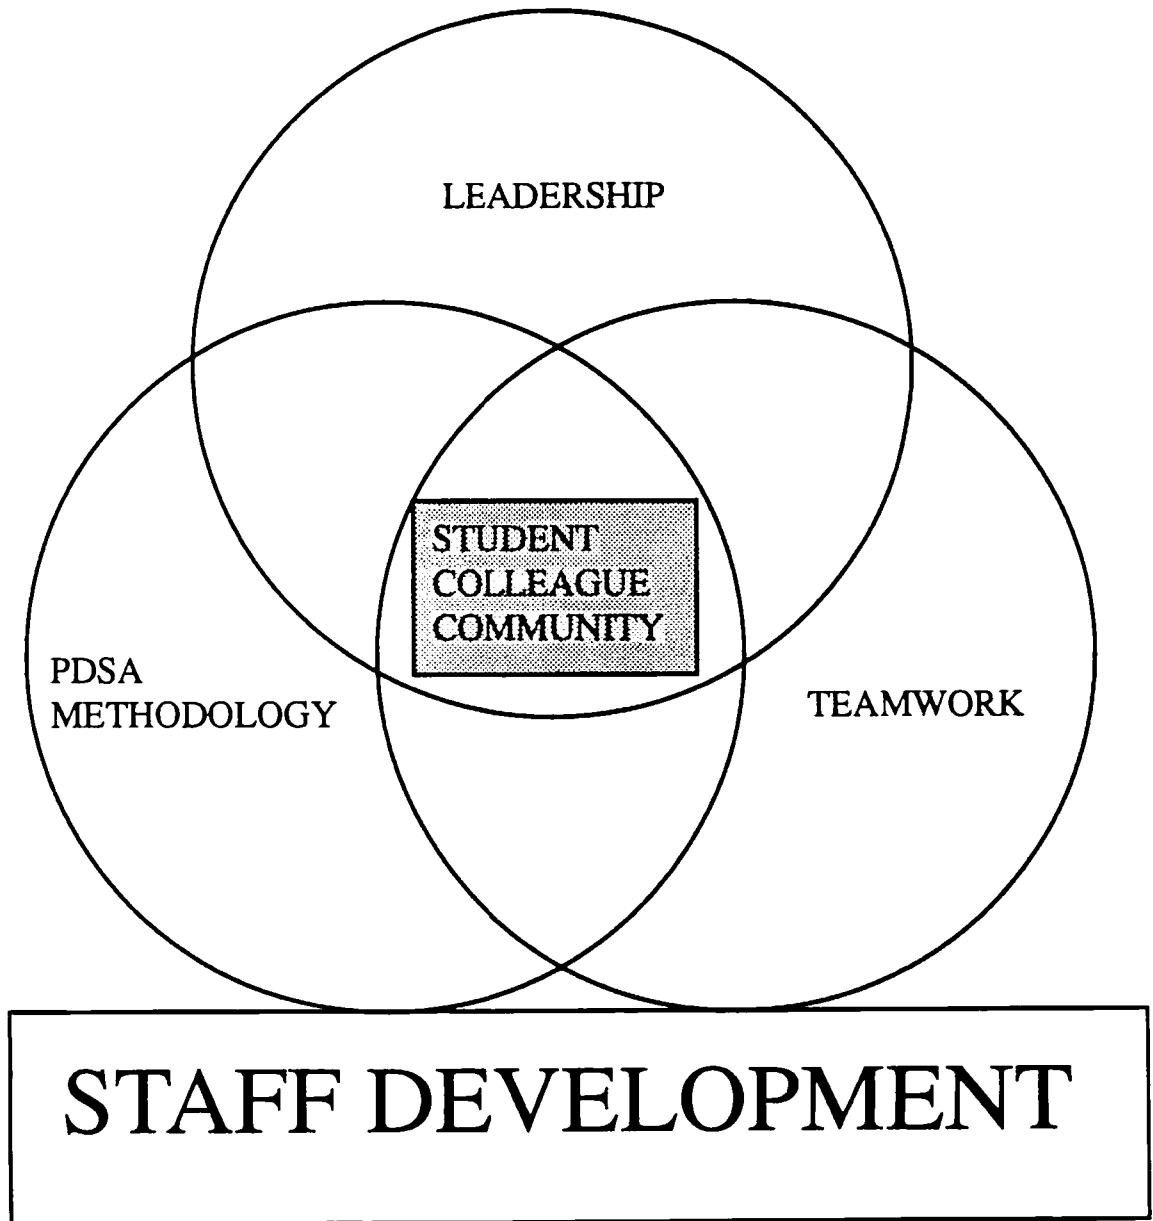 LEADERSHIP
STUDENT
COLLEAGUE
COMMUNITY
PDSA
METHODOLOGY
TEAMWORK
STAFF DEVELOPMENT